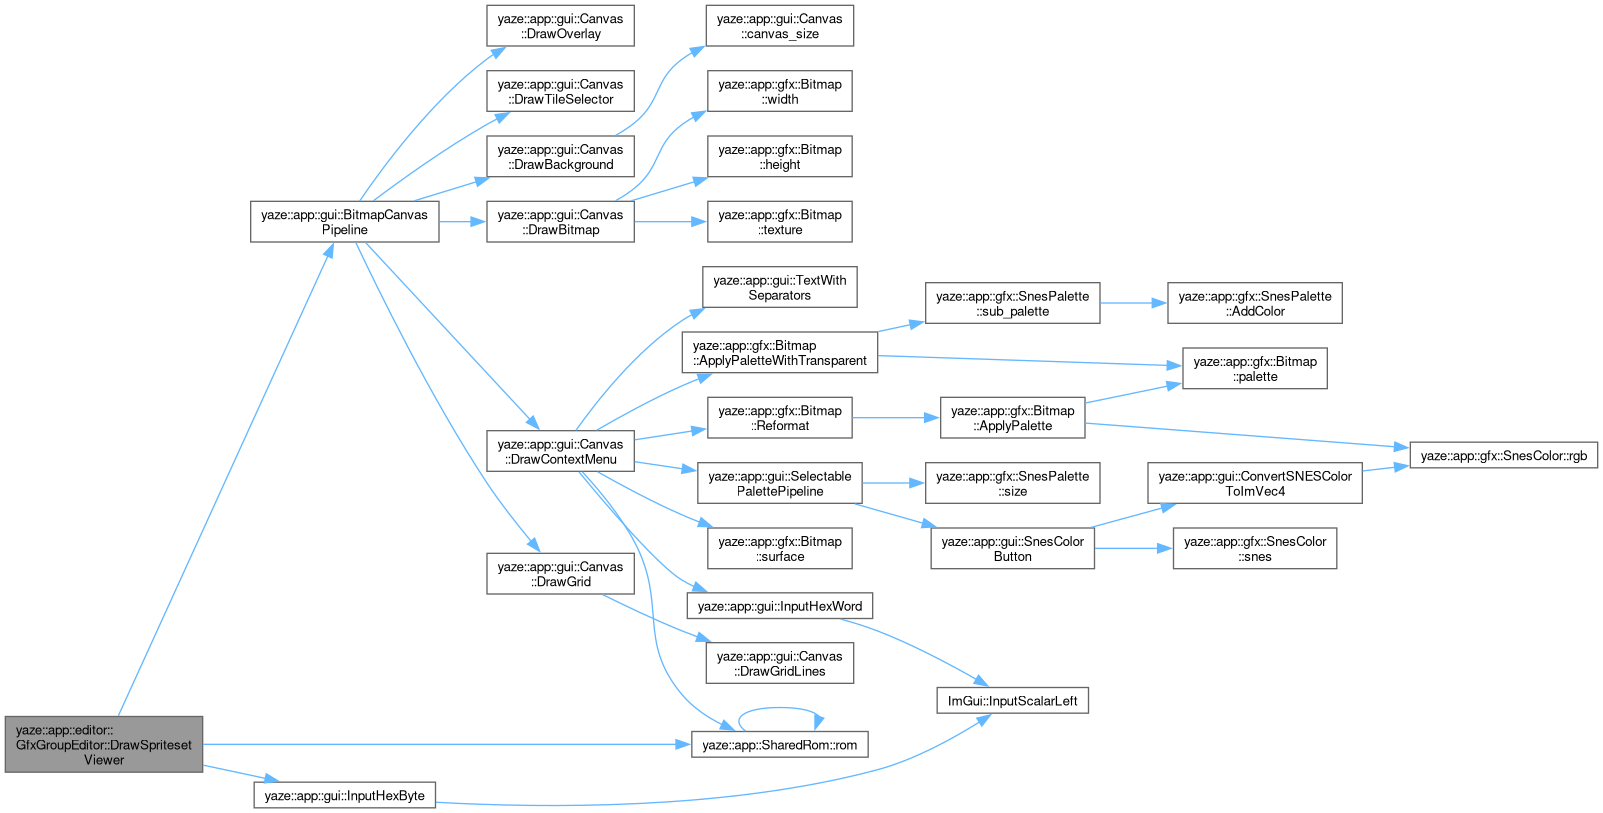 yaze::app::gui::Canvas
::DrawOverlay
yaze::app::gui::Canvas
::canvas_size
yaze::app::gui::Canvas
::DrawTileSelector
yaze::app::gfx::Bitmap
::width
yaze::app::gui::Canvas
::DrawBackground
yaze::app::gfx::Bitmap
::height
yaze::app::gui::BitmapCanvas
Pipeline
yaze::app::gui::Canvas
::DrawBitmap
yaze::app::gfx::Bitmap
::texture
yaze::app::gui::TextWith
Separators
yaze::app::gfx::SnesPalette
::sub_palette
yaze::app::gfx::SnesPalette
::AddColor
yaze::app::gfx::Bitmap
::ApplyPaletteWithTransparent
yaze::app::gfx::Bitmap
::palette
yaze::app::gfx::Bitmap
::Reformat
yaze::app::gfx::Bitmap
::ApplyPalette
yaze::app::gui::Canvas
::DrawContextMenu
yaze::app::gfx::SnesColor::rgb
yaze::app::gui::Selectable
PalettePipeline
yaze::app::gfx::SnesPalette
::size
yaze::app::gui::ConvertSNESColor
ToImVec4
yaze::app::gfx::Bitmap
::surface
yaze::app::gui::SnesColor
Button
yaze::app::gfx::SnesColor
::snes
yaze::app::gui::Canvas
::DrawGrid
yaze::app::gui::InputHexWord
yaze::app::gui::Canvas
::DrawGridLines
ImGui::InputScalarLeft
yaze::app::editor::
GfxGroupEditor::DrawSpriteset
Viewer
yaze::app::SharedRom::rom
yaze::app::gui::InputHexByte